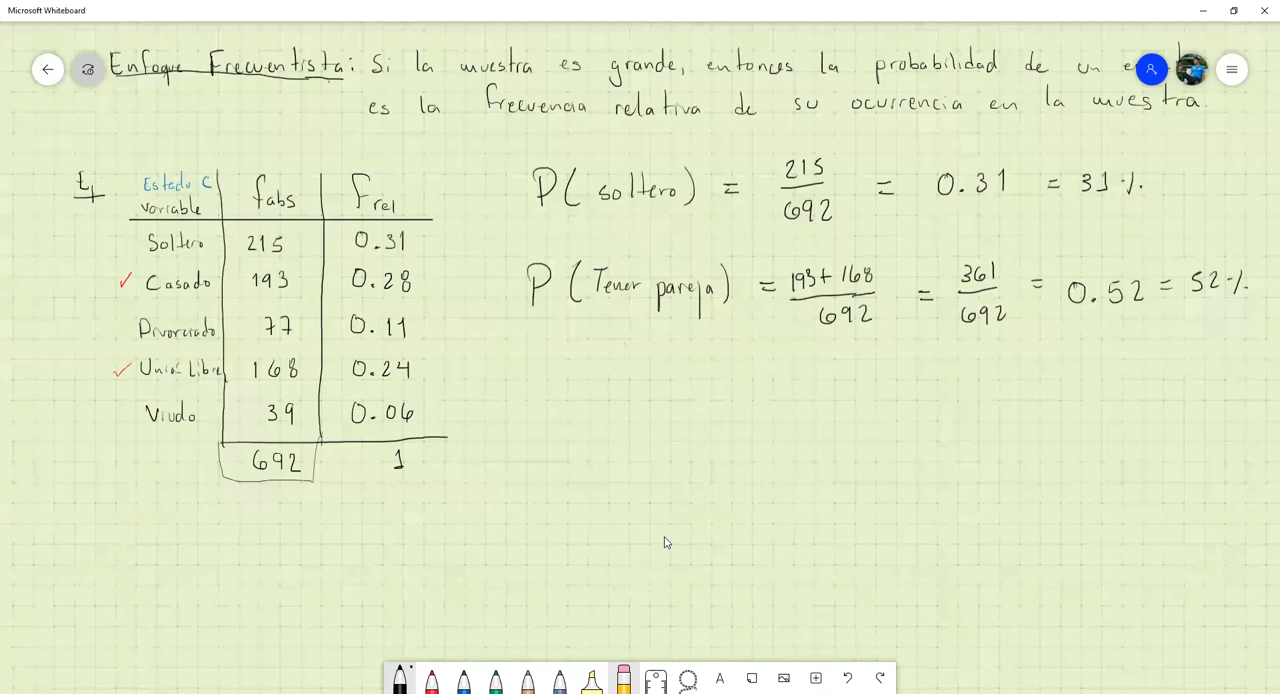 Microsoft Whiteboard
Enfoque Frecuentista: Si la muestra es grande, entonces la probabilidad de un
es la frecuencia relativa de su ocurrencia en la muestra.
Ej
Estado C
variable fabs Frel
Soltero 215 0.31
✓ Casado 193 0.28
Divorciado 77 0.11
✓ Unión Libre 168 0.24
Viudo 39 0.06
692 1
P(soltero) = 215/692 = 0.31 = 31%.
P(Tener pareja) = 193+168/692 = 361/692 = 0.52 = 52%.
A